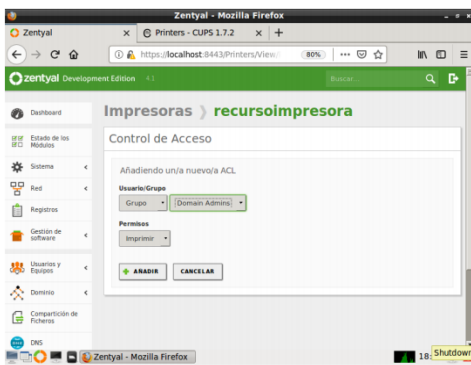 Zentyal - Mozilla Firefox
Zentyal
Printers - CUPS 1.7.2
https://localhost:8443/Printers/View/
80%
zentyal Development Edition 4.1
Buscar...
Dashboard
Estado de los Módulos
Sistema
Red
Registros
Gestión de software
Usuarios y Equipos
Dominio
Compartición de Ficheros
DNS
Impresoras
recursoimpresora
Control de Acceso
Añadiendo un/a nuevo/a ACL
Usuario/Grupo
Grupo
Domain Admins
Permisos
Imprimir
AÑADIR
CANCELAR
Zentyal - Mozilla Firefox
18:
Shutdown